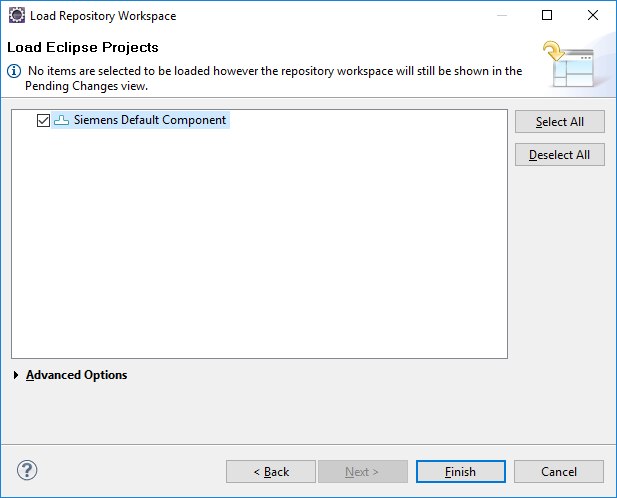 Load Repository Workspace
Load Eclipse Projects
No items are selected to be loaded however the repository workspace will still be shown in the
Pending Changes view.
Siemens Default Component
Select All
Deselect All
Advanced Options
?
< Back
Next >
Finish
Cancel